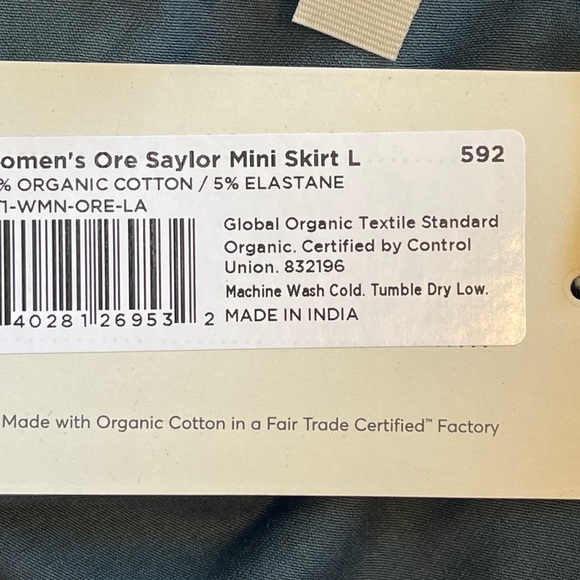 omen's Ore Saylor Mini Skirt L 592
% ORGANIC COTTON / 5% ELASTANE
1-WMN-ORE-LA
Global Organic Textile Standard
Organic. Certified by Control
Union. 832196
Machine Wash Cold. Tumble Dry Low.
40281 26953 2 MADE IN INDIA
Made with Organic Cotton in a Fair Trade Certified™ Factory